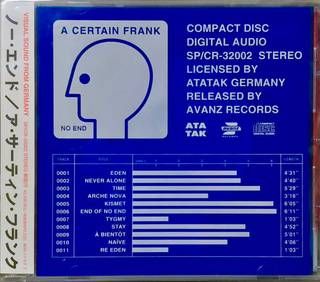 VISUAL SOUND FROM GERMANY
ノー・エンド/ア・サーティン・フランク
A CERTAIN FRANK
NO END
COMPACT DISC
DIGITAL AUDIO
SP/CR-32002 STEREO
LICENSED BY
ATATAK GERMANY
RELEASED BY
AVANZ RECORDS
ATA
TAK
TRACK TITLE LENGTH
0001 EDEN 4'31"
0002 NEVER ALONE 4'40"
0003 TIME 5'29"
0004 ARCHE NOVA 3'16"
0005 KISMET 6'05"
0006 END OF NO END 6'11"
0007 TYGMY 1'03"
0008 STAY 4'52"
0009 À BIENTÔT 5'01"
0010 NAÏVE 4'06"
0011 RE EDEN 1'03"